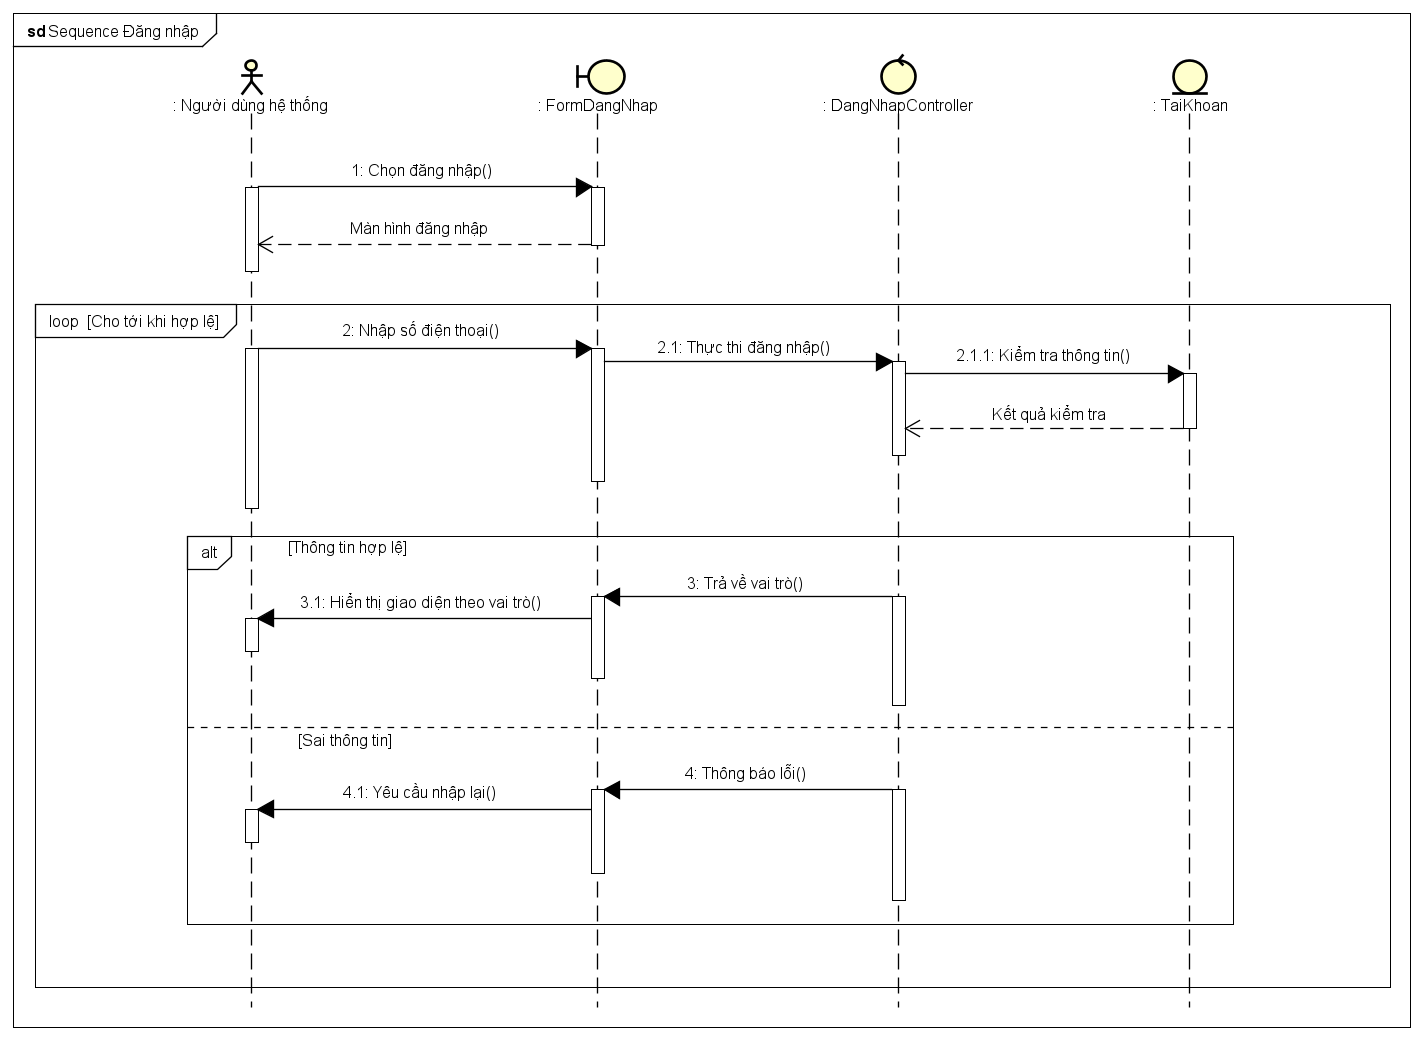 sd Sequence Đăng nhập
: Người dùng hệ thống
: FormDangNhap
: DangNhapController
: TaiKhoan
1: Chọn đăng nhập()
Màn hình đăng nhập
loop [Cho tới khi hợp lệ]
2: Nhập số điện thoại()
2.1: Thực thi đăng nhập()
2.1.1: Kiểm tra thông tin()
Kết quả kiểm tra
alt
[Thông tin hợp lệ]
3: Trả về vai trò()
3.1: Hiển thị giao diện theo vai trò()
[Sai thông tin]
4: Thông báo lỗi()
4.1: Yêu cầu nhập lại()